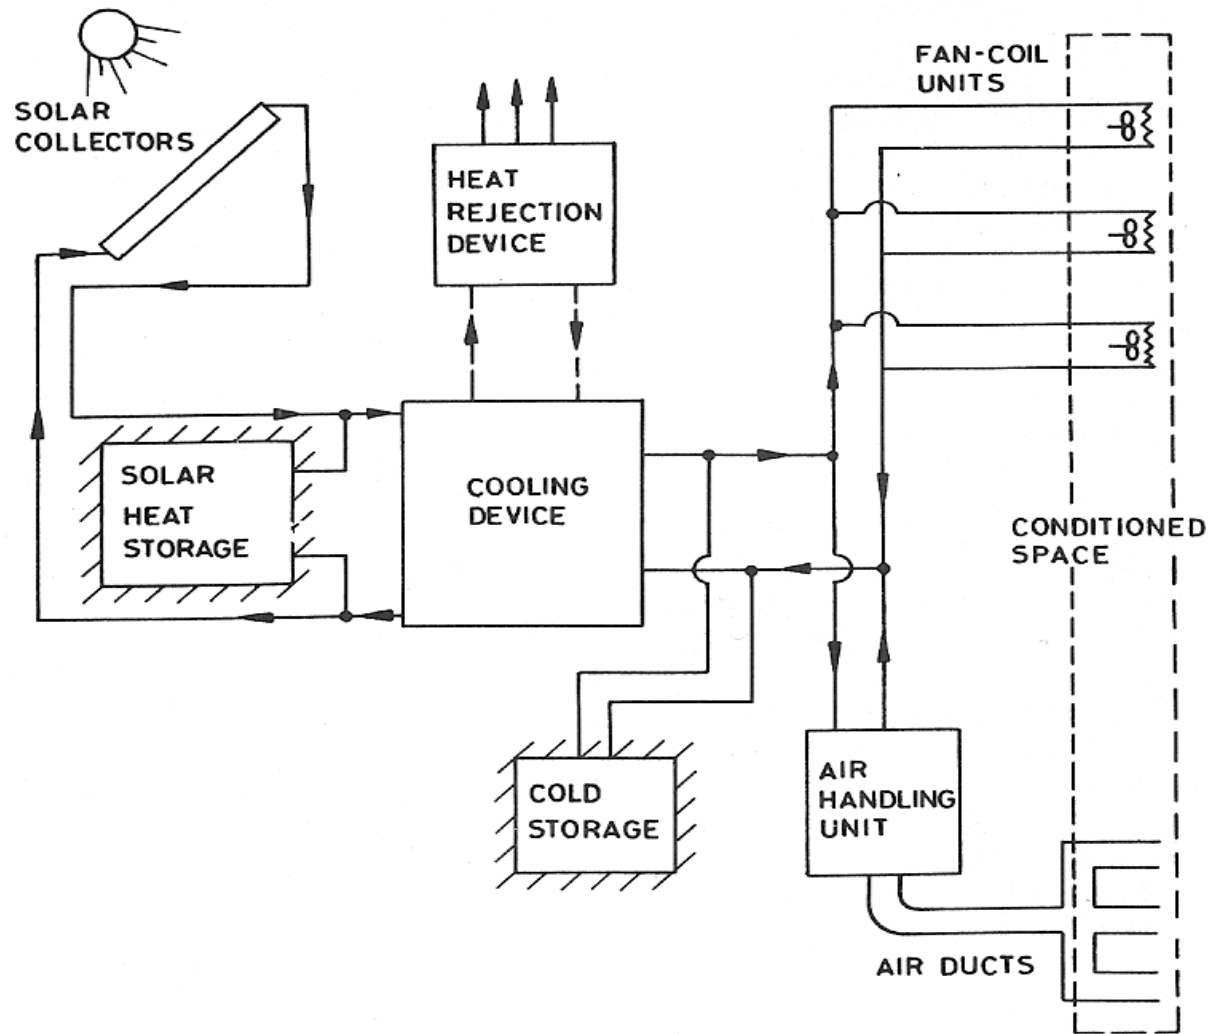 SOLAR
COLLECTORS
HEAT
REJECTION
DEVICE
FAN-COIL
UNITS
SOLAR
HEAT
STORAGE
COOLING
DEVICE
CONDITIONED
SPACE
COLD
STORAGE
AIR
HANDLING
UNIT
AIR DUCTS